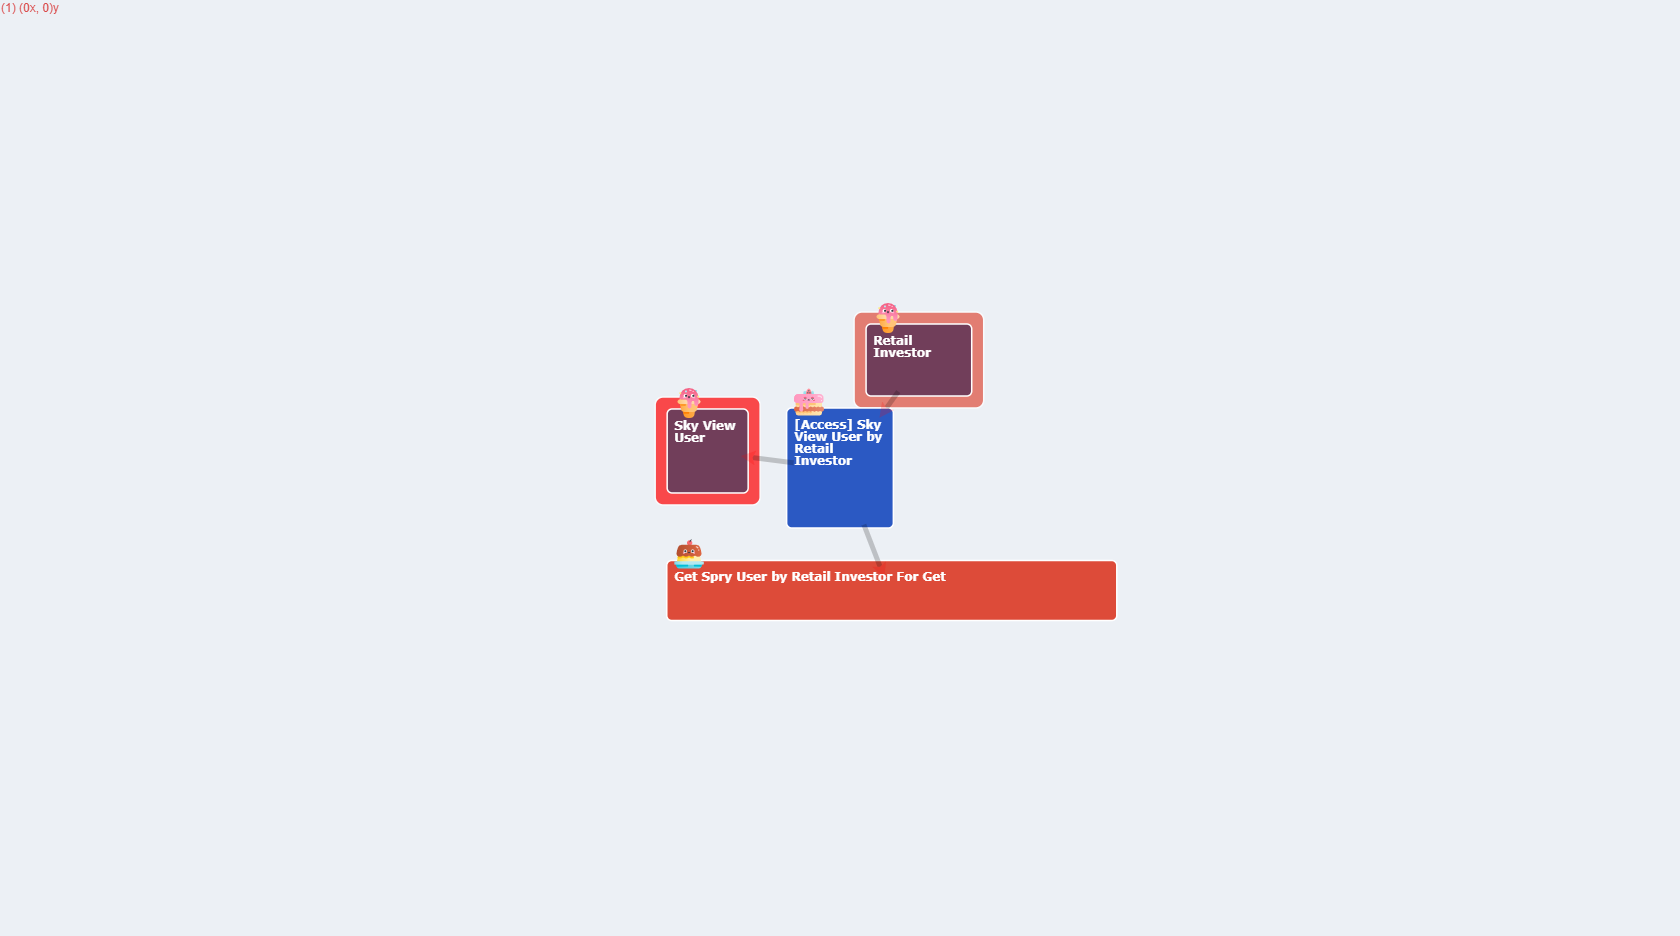 (1) (0x, 0)y
Retail
Investor
Sky View
User
[Access] Sky
View User by
Retail
Investor
Get Spry User by Retail Investor For Get